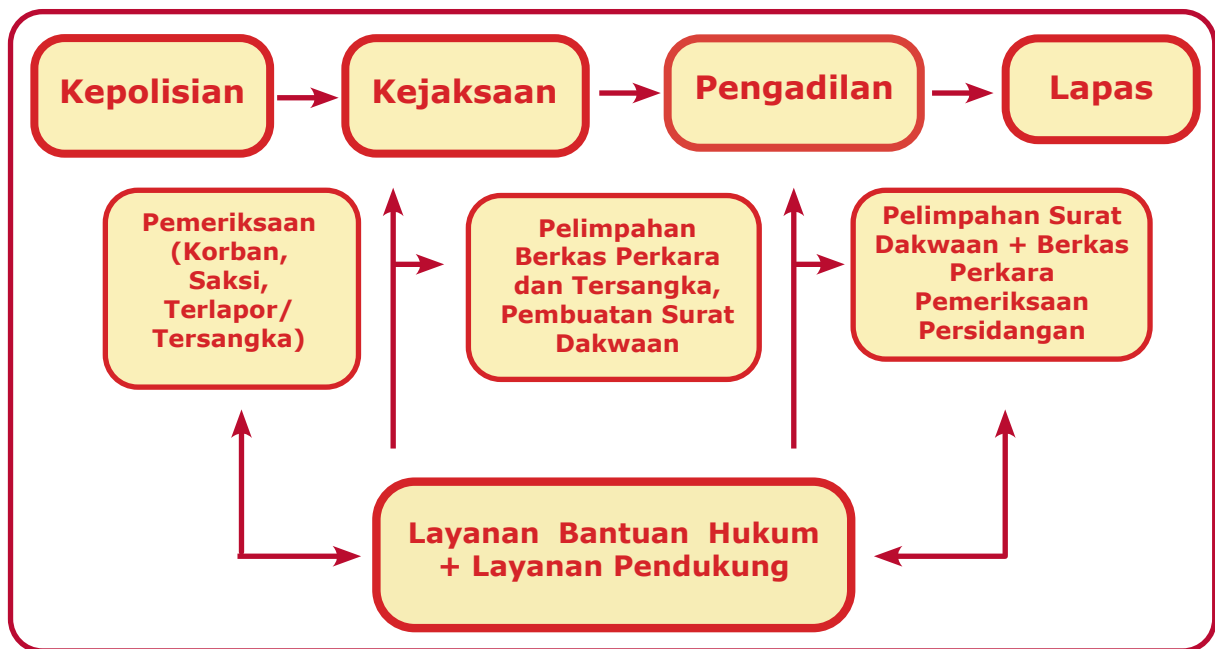 Kepolisian
Kejaksaan
Pengadilan
Lapas
Pemeriksaan
(Korban,
Saksi,
Terlapor/
Tersangka)
Pelimpahan
Berkas Perkara
dan Tersangka,
Pembuatan Surat
Dakwaan
Pelimpahan Surat
Dakwaan + Berkas
Perkara
Pemeriksaan
Persidangan
Layanan Bantuan Hukum
+ Layanan Pendukung